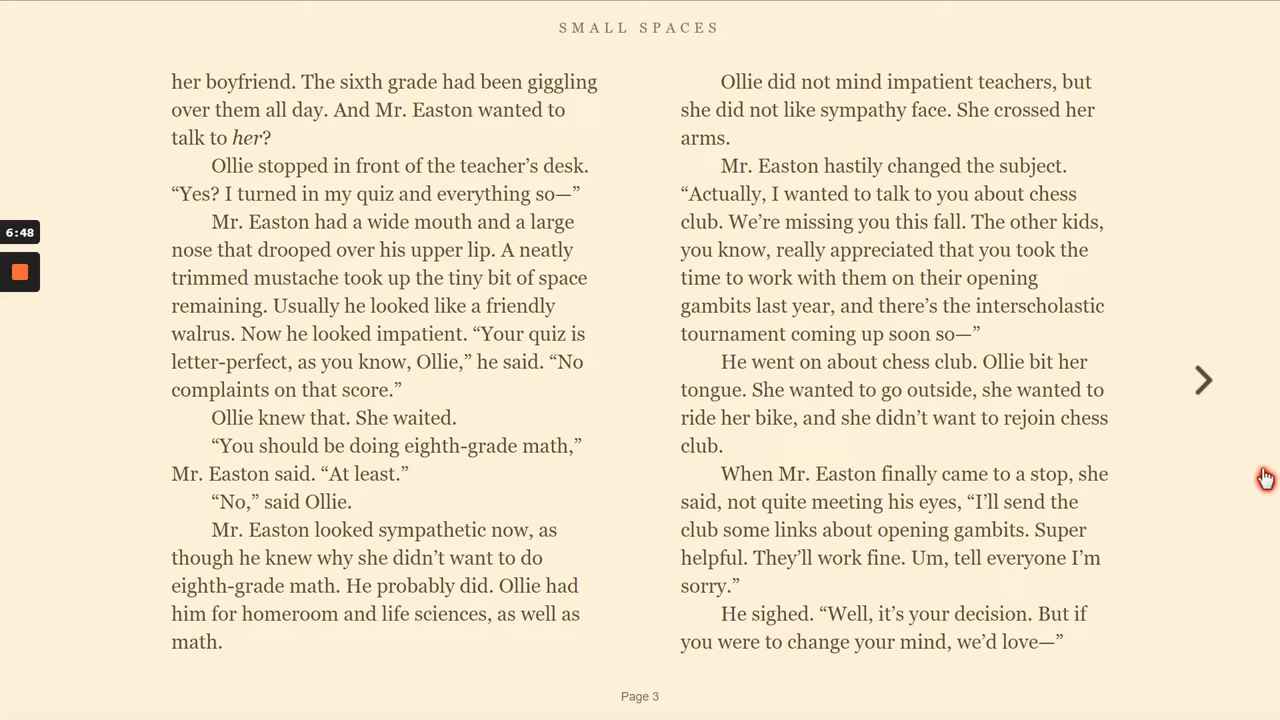 SMALL SPACES
her boyfriend. The sixth grade had been giggling
over them all day. And Mr. Easton wanted to
talk to her?
Ollie stopped in front of the teacher’s desk.
“Yes? I turned in my quiz and everything so—”
Mr. Easton had a wide mouth and a large
nose that drooped over his upper lip. A neatly
trimmed mustache took up the tiny bit of space
remaining. Usually he looked like a friendly
walrus. Now he looked impatient. “Your quiz is
letter-perfect, as you know, Ollie,” he said. “No
complaints on that score.”
Ollie knew that. She waited.
“You should be doing eighth-grade math,”
Mr. Easton said. “At least.”
“No,” said Ollie.
Mr. Easton looked sympathetic now, as
though he knew why she didn’t want to do
eighth-grade math. He probably did. Ollie had
him for homeroom and life sciences, as well as
math.
Ollie did not mind impatient teachers, but
she did not like sympathy face. She crossed her
arms.
Mr. Easton hastily changed the subject.
“Actually, I wanted to talk to you about chess
club. We’re missing you this fall. The other kids,
you know, really appreciated that you took the
time to work with them on their opening
gambits last year, and there’s the interscholastic
tournament coming up soon so—”
He went on about chess club. Ollie bit her
tongue. She wanted to go outside, she wanted to
ride her bike, and she didn’t want to rejoin chess
club.
When Mr. Easton finally came to a stop, she
said, not quite meeting his eyes, “I’ll send the
club some links about opening gambits. Super
helpful. They’ll work fine. Um, tell everyone I’m
sorry.”
He sighed. “Well, it’s your decision. But if
you were to change your mind, we’d love—”
6:48
Page 3